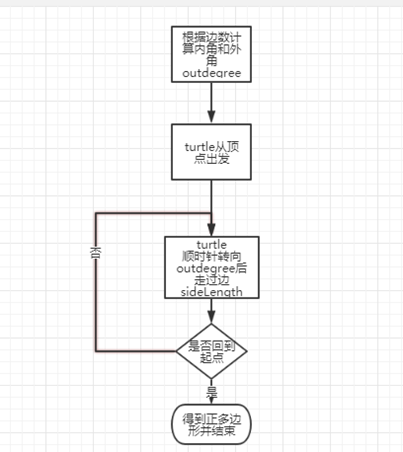 根据边数计
算内角和外
角
outdegree
turtle从顶
点出发
turtle
顺时针转向
outdegree后
走过边
sideLength
否
是否回到
起点
是
得到正多边
形并结束